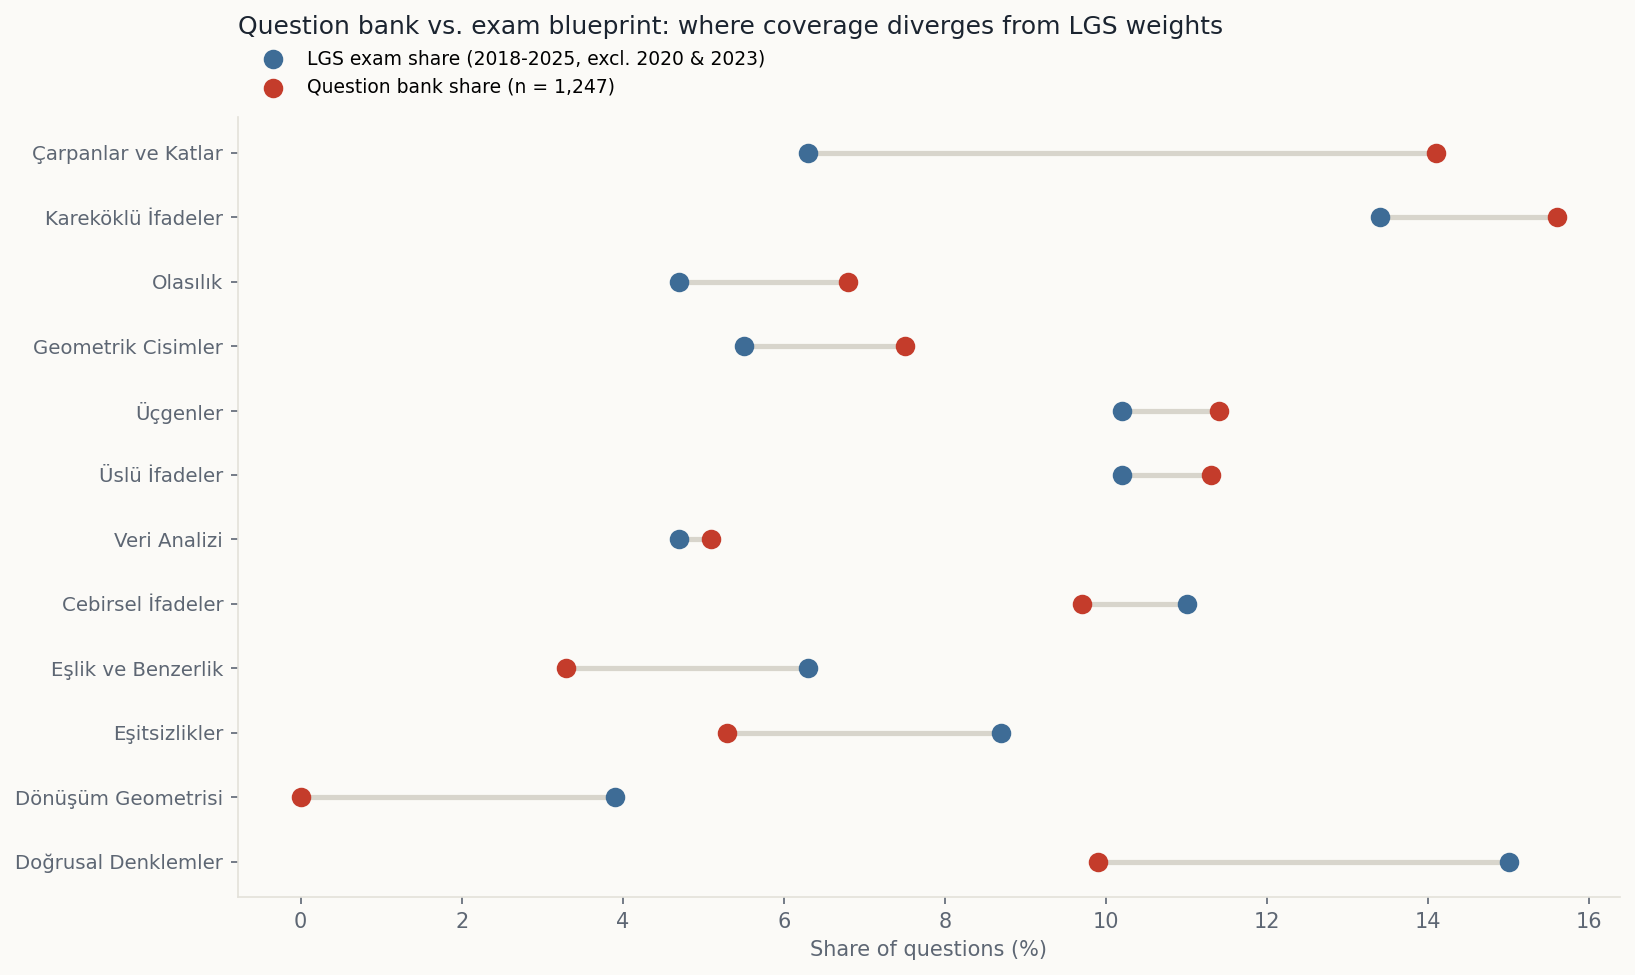 Question bank vs. exam blueprint: where coverage diverges from LGS weights
LGS exam share (2018-2025, excl. 2020 & 2023)
Question bank share (n = 1,247)
Çarpanlar ve Katlar
Kareköklü İfadeler
Olasılık
Geometrik Cisimler
Üçgenler
Üslü İfadeler
Veri Analizi
Cebirsel İfadeler
Eşlik ve Benzerlik
Eşitsizlikler
Dönüşüm Geometrisi
Doğrusal Denklemler
0 2 4 6 8 10 12 14 16
Share of questions (%)